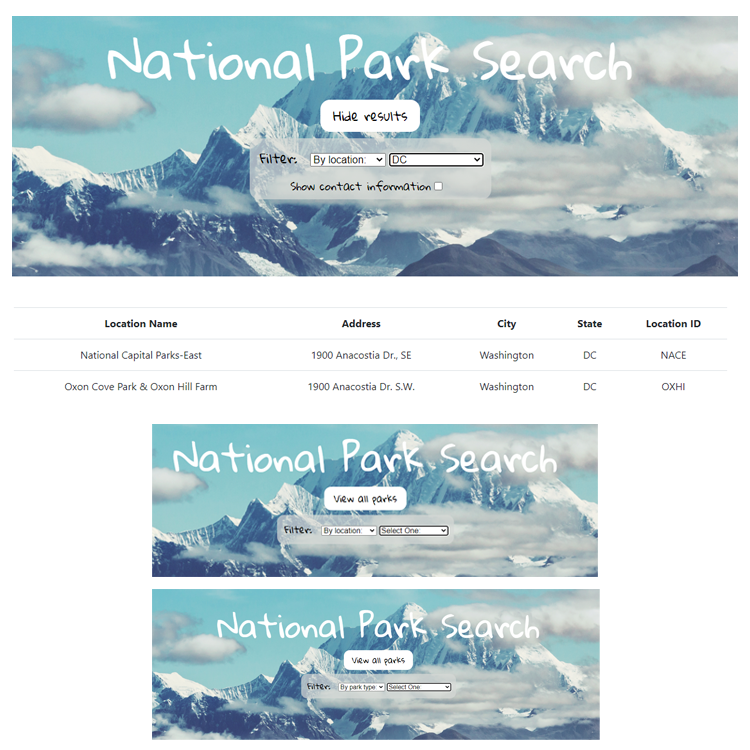 National Park Search
Hide results
Filter: By location: DC
Show contact information
Location Name Address City State Location ID
National Capital Parks-East 1900 Anacostia Dr., SE Washington DC NACE
Oxon Cove Park & Oxon Hill Farm 1900 Anacostia Dr. S.W. Washington DC OXHI
National Park Search
View all parks
Filter: By location: Select One:
National Park Search
View all parks
Filter: By park type: Select One: